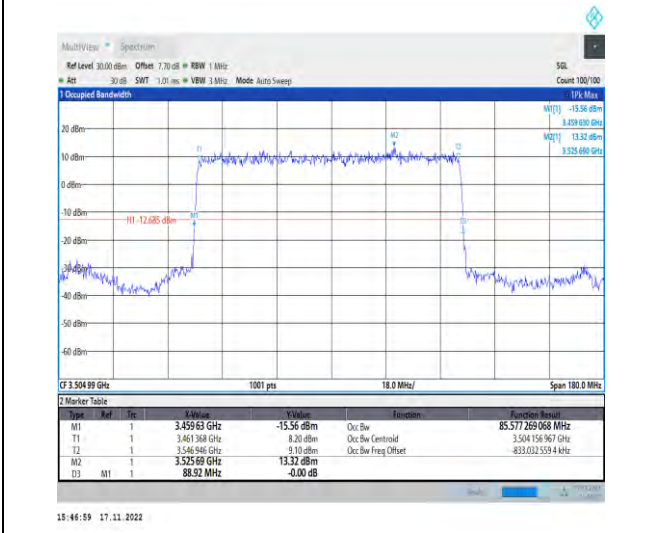 MultiView Spectrum
Ref Level 30.00 dBm Offset 7.70 dB RBW 1 MHz SGL
Att 30 dB SWT 1.01 ms VBW 3 MHz Mode Auto Sweep Count 100/100
1 Occupied Bandwidth 1Pk Max
M1[1] -15.56 dBm
3.459 630 GHz
M2[1] 13.32 dBm
3.525 690 GHz
20 dBm
M2
T1 T2
10 dBm
0 dBm
-10 dBm
H1 -12.685 dBm M1 D3
-20 dBm
-30 dBm
-40 dBm
-50 dBm
-60 dBm
CF 3.504 99 GHz 1001 pts 18.0 MHz/ Span 180.0 MHz
2 Marker Table
Type Ref Trc X-Value Y-Value Function Function Result
M1 1 3.459 63 GHz -15.56 dBm Occ Bw 85.577 269 068 MHz
T1 1 3.461 368 GHz 8.20 dBm Occ Bw Centroid 3.504 156 967 GHz
T2 1 3.546 946 GHz 9.10 dBm Occ Bw Freq Offset -833.032 559 4 kHz
M2 1 3.525 69 GHz 13.32 dBm
D3 M1 1 88.92 MHz -0.00 dB
15:46:59 17.11.2022